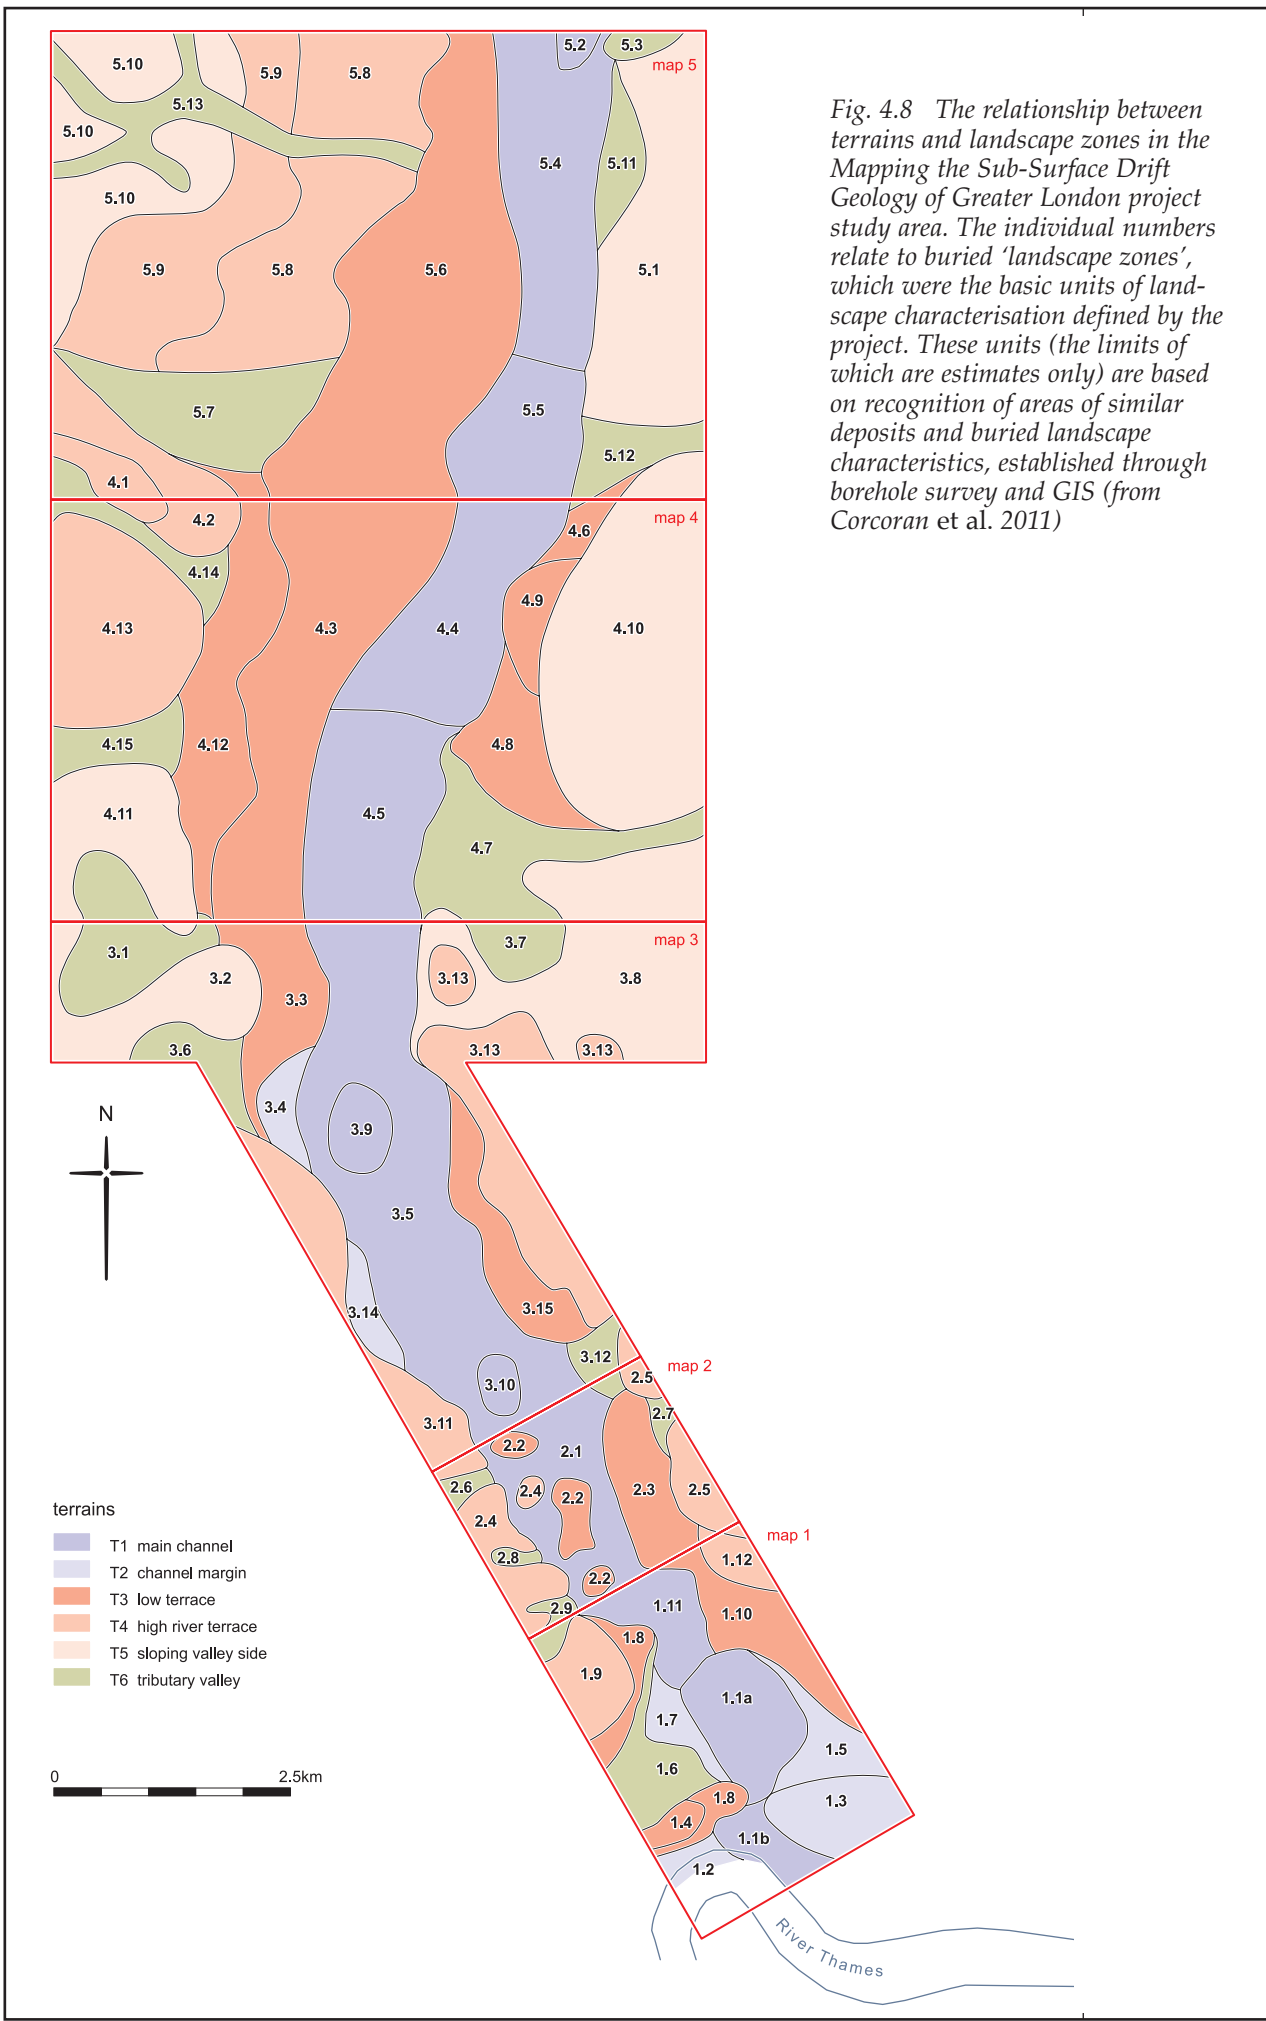 5.10
5.9
5.8
5.2
5.3
map 5
5.13
5.10
5.4
5.11
5.10
5.9
5.8
5.6
5.1
5.7
5.5
5.12
4.1
4.2
map 4
4.6
4.14
4.9
4.13
4.3
4.4
4.10
4.15
4.12
4.8
4.11
4.5
4.7
map 3
3.1
3.7
3.2
3.13
3.8
3.3
3.6
3.13
3.13
3.4
3.9
3.5
3.14
3.15
3.12
map 2
2.5
3.10
3.11
2.7
2.2
2.1
2.6
2.4
2.2
2.3
2.5
2.4
map 1
2.8
1.12
2.2
2.9
1.11
1.10
1.8
1.9
1.1a
1.7
1.5
1.6
1.8
1.3
1.4
1.1b
1.2
River Thames
N
terrains
T1 main channel
T2 channel margin
T3 low terrace
T4 high river terrace
T5 sloping valley side
T6 tributary valley
0 2.5km
Fig. 4.8 The relationship between
terrains and landscape zones in the
Mapping the Sub-Surface Drift
Geology of Greater London project
study area. The individual numbers
relate to buried ‘landscape zones’,
which were the basic units of land-
scape characterisation defined by the
project. These units (the limits of
which are estimates only) are based
on recognition of areas of similar
deposits and buried landscape
characteristics, established through
borehole survey and GIS (from
Corcoran et al. 2011)